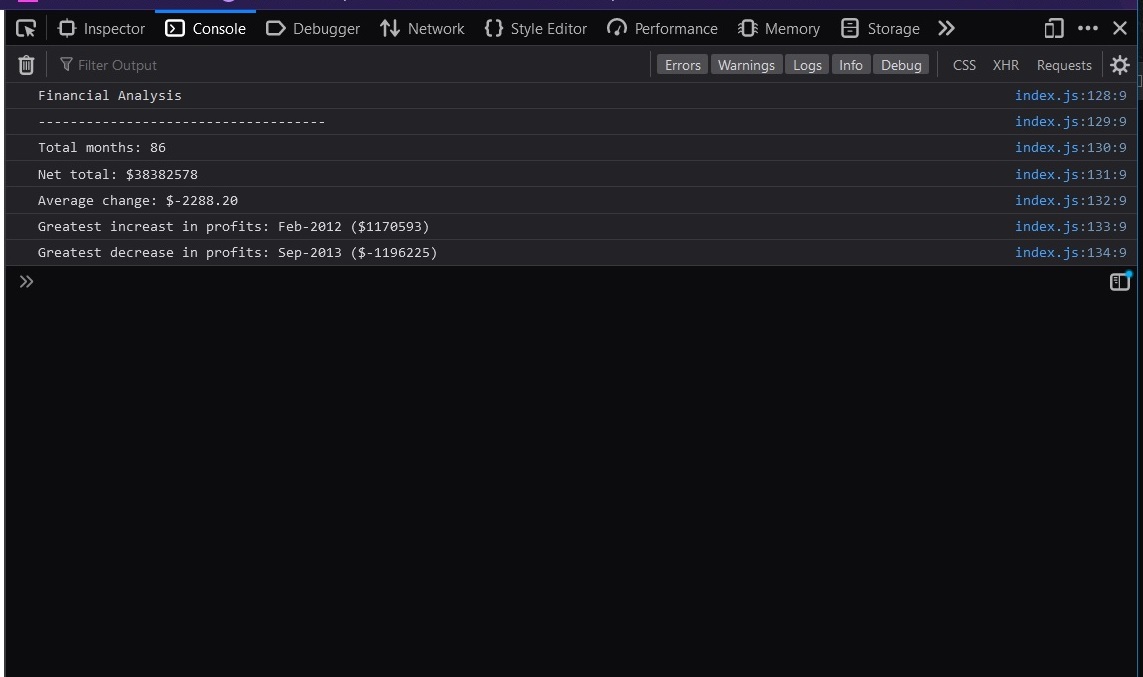 Inspector Console Debugger Network Style Editor Performance Memory Storage
Filter Output Errors Warnings Logs Info Debug CSS XHR Requests
Financial Analysis index.js:128:9
------------------------------------ index.js:129:9
Total months: 86 index.js:130:9
Net total: $38382578 index.js:131:9
Average change: $-2288.20 index.js:132:9
Greatest increast in profits: Feb-2012 ($1170593) index.js:133:9
Greatest decrease in profits: Sep-2013 ($-1196225) index.js:134:9